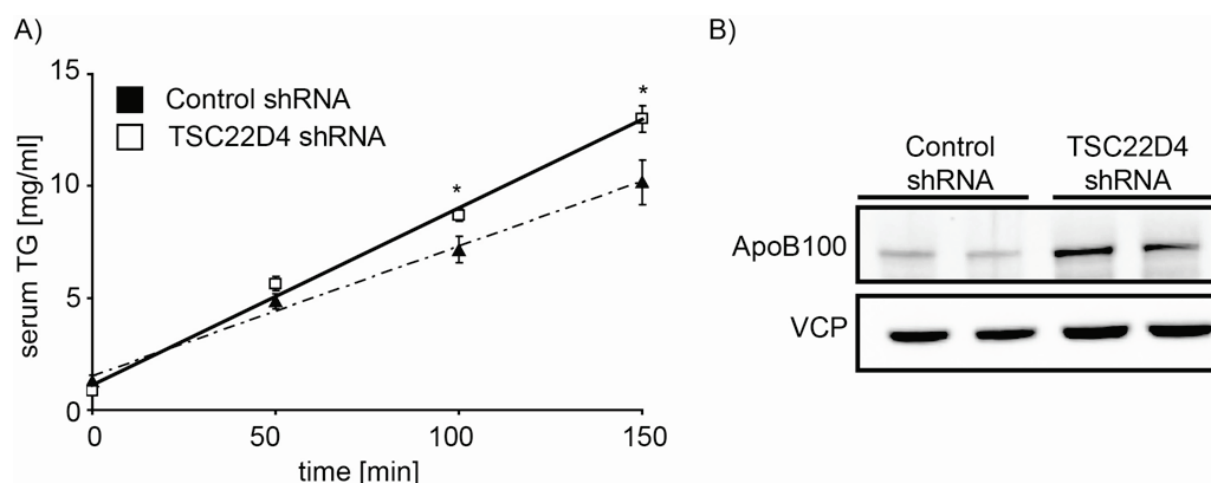 A)
15
10
5
0
serum TG [mg/ml]
Control shRNA
TSC22D4 shRNA
*
*
0 50 100 150
time [min]
B)
Control TSC22D4
shRNA shRNA
ApoB100
VCP